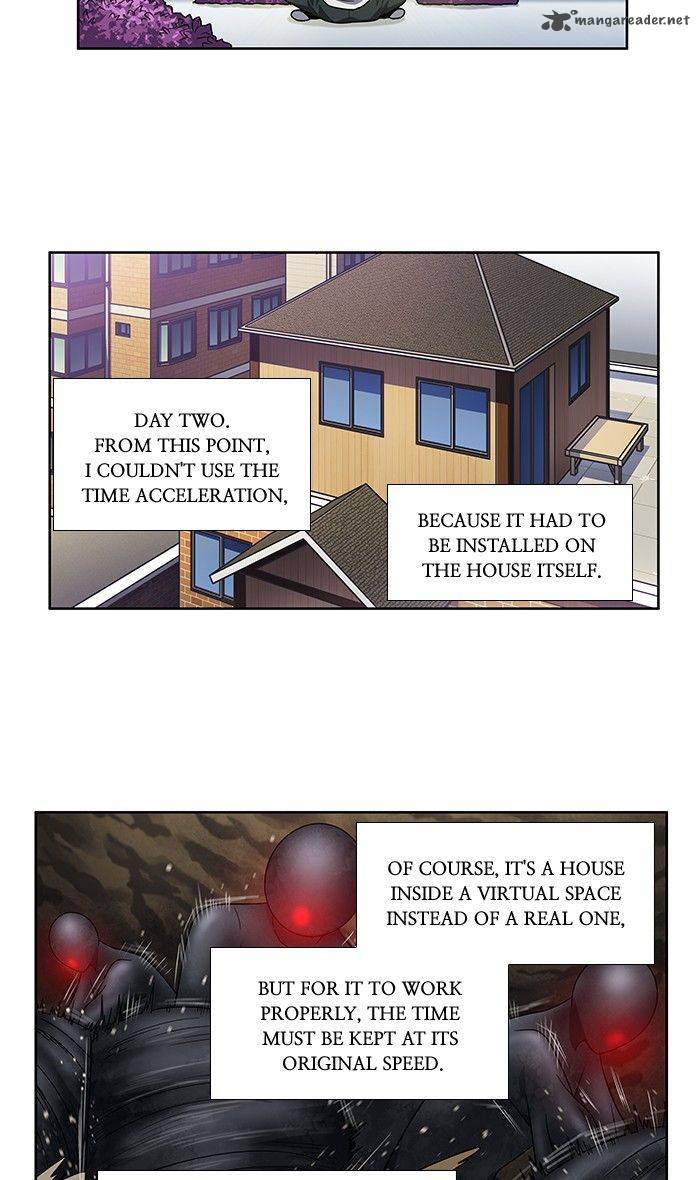 mangareader.net
DAY TWO.
FROM THIS POINT,
I COULDN'T USE THE
TIME ACCELERATION,
BECAUSE IT HAD TO
BE INSTALLED ON
THE HOUSE ITSELF.
OF COURSE, IT'S A HOUSE
INSIDE A VIRTUAL SPACE
INSTEAD OF A REAL ONE,
BUT FOR IT TO WORK
PROPERLY, THE TIME
MUST BE KEPT AT ITS
ORIGINAL SPEED.